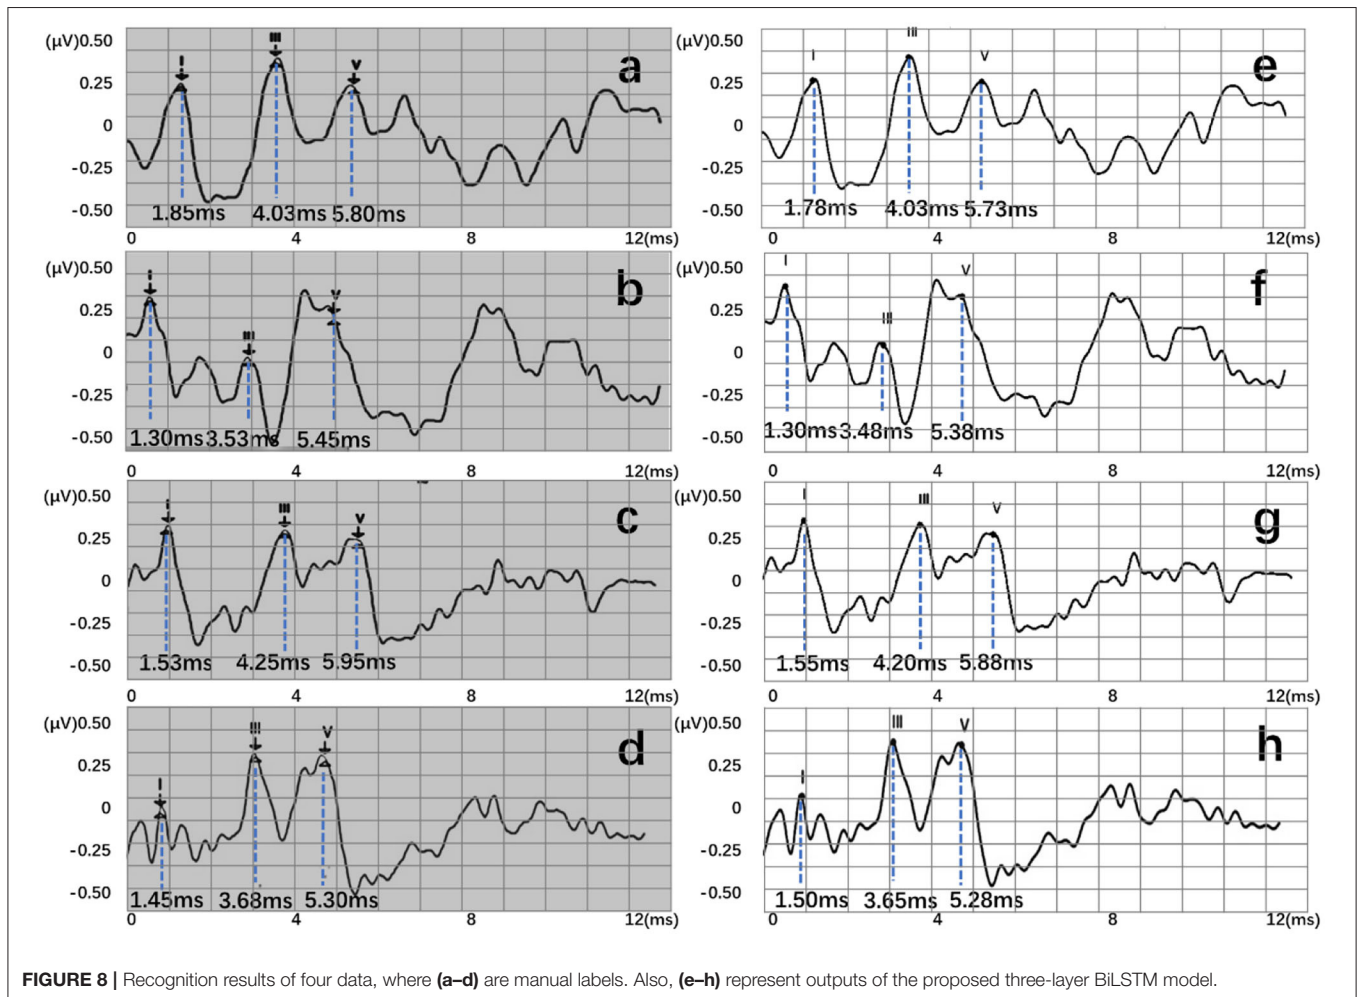 (μV)0.50
0.25
0
-0.25
-0.50
I
III
V
a
1.85ms 4.03ms 5.80ms
0 4 8 12(ms)
(μV)0.50
0.25
0
-0.25
-0.50
I
III
V
e
1.78ms 4.03ms 5.73ms
0 4 8 12(ms)
(μV)0.50
0.25
0
-0.25
-0.50
I
III
V
b
1.30ms 3.53ms 5.45ms
0 4 8 12(ms)
(μV)0.50
0.25
0
-0.25
-0.50
I
III
V
f
1.30ms 3.48ms 5.38ms
0 4 8 12(ms)
(μV)0.50
0.25
0
-0.25
-0.50
I
III
V
c
1.53ms 4.25ms 5.95ms
0 4 8 12(ms)
(μV)0.50
0.25
0
-0.25
-0.50
I
III
V
g
1.55ms 4.20ms 5.88ms
0 4 8 12(ms)
(μV)0.50
0.25
0
-0.25
-0.50
I
III
V
d
1.45ms 3.68ms 5.30ms
0 4 8 12(ms)
(μV)0.50
0.25
0
-0.25
-0.50
I
III
V
h
1.50ms 3.65ms 5.28ms
0 4 8 12(ms)
FIGURE 8 | Recognition results of four data, where (a–d) are manual labels. Also, (e–h) represent outputs of the proposed three-layer BiLSTM model.